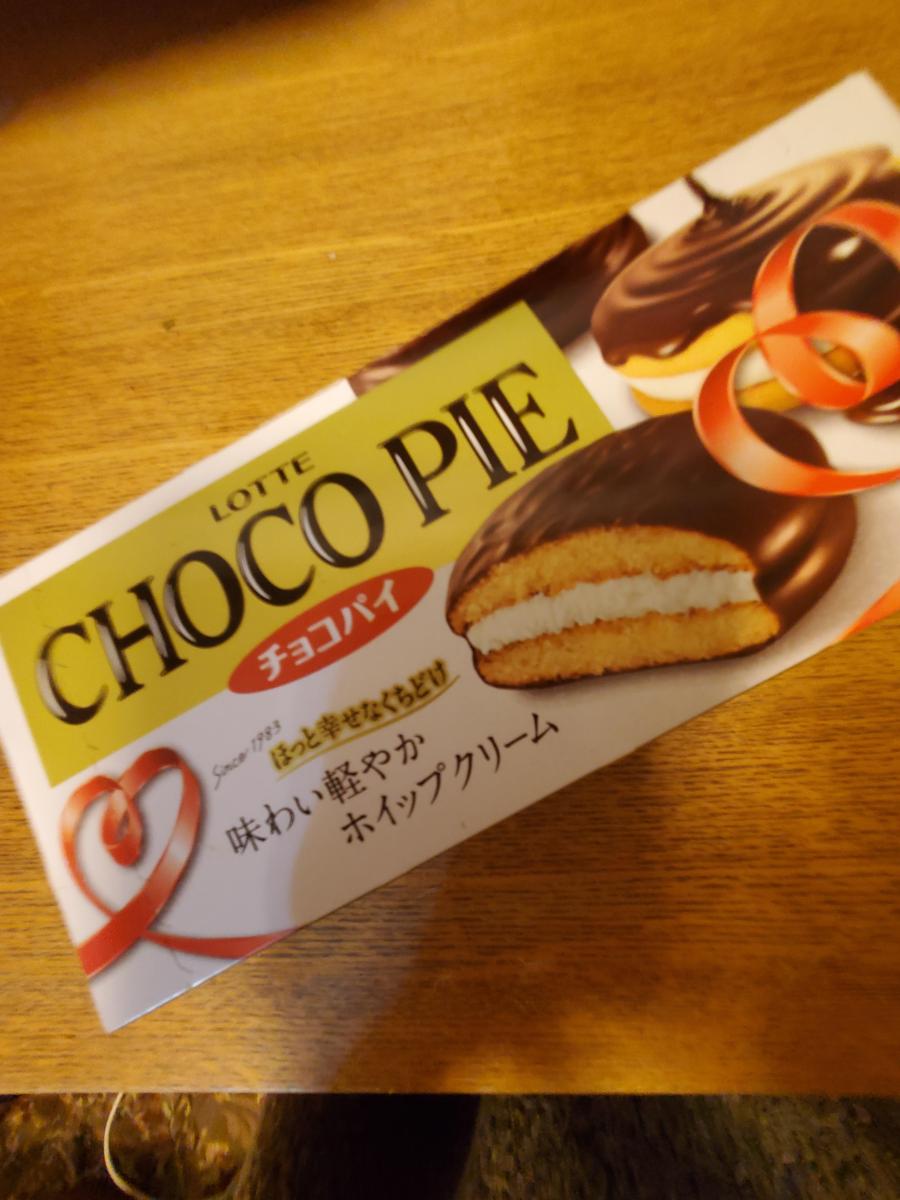 LOTTE
CHOCO PIE
チョコパイ
Since 1983
ほっと幸せなくちどけ
味わい軽やか
ホイップクリーム